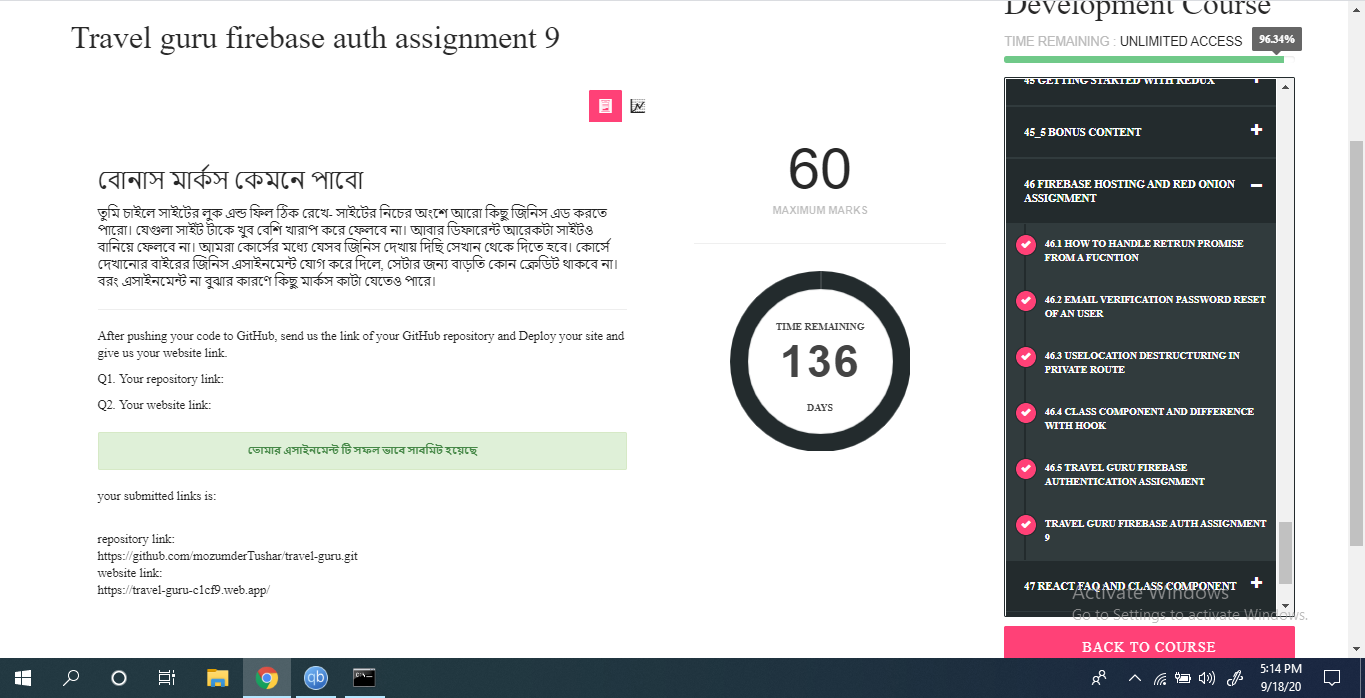 Travel guru firebase auth assignment 9
বোনাস মার্কস কেমনে পাবো
তুমি চাইলে সাইটের লুক এন্ড ফিল ঠিক রেখে- সাইটের নিচের অংশে আরো কিছু জিনিস এড করতে
পারো। যেগুলা সাইট টাকে খুব বেশি খারাপ করে ফেলবে না। আবার ডিফারেন্ট আরেকটা সাইটও
বানিয়ে ফেলবে না। আমরা কোর্সের মধ্যে যেসব জিনিস দেখায় দিছি সেখান থেকে দিতে হবে। কোর্সে
দেখানোর বাইরের জিনিস এসাইনমেন্ট যোগ করে দিলে, সেটার জন্য বাড়তি কোন ক্রেডিট থাকবে না।
বরং এসাইনমেন্ট না বুঝার কারণে কিছু মার্কস কাটা যেতেও পারে।
After pushing your code to GitHub, send us the link of your GitHub repository and Deploy your site and
give us your website link.
Q1. Your repository link:
Q2. Your website link:
তোমার এসাইনমেন্ট টি সফল ভাবে সাবমিট হয়েছে
your submitted links is:
repository link:
https://github.com/mozumderTushar/travel-guru.git
website link:
https://travel-guru-c1cf9.web.app/
60
MAXIMUM MARKS
TIME REMAINING
136
DAYS
Development Course
TIME REMAINING : UNLIMITED ACCESS 96.34%
45 GETTING STARTED WITH REDUX
45_5 BONUS CONTENT
46 FIREBASE HOSTING AND RED ONION
ASSIGNMENT
46.1 HOW TO HANDLE RETRUN PROMISE
FROM A FUCNTION
46.2 EMAIL VERIFICATION PASSWORD RESET
OF AN USER
46.3 USELOCATION DESTRUCTURING IN
PRIVATE ROUTE
46.4 CLASS COMPONENT AND DIFFERENCE
WITH HOOK
46.5 TRAVEL GURU FIREBASE
AUTHENTICATION ASSIGNMENT
TRAVEL GURU FIREBASE AUTH ASSIGNMENT
9
47 REACT FAQ AND CLASS COMPONENT
Activate Windows
Go to Settings to activate Windows.
BACK TO COURSE
qb
5:14 PM
9/18/20